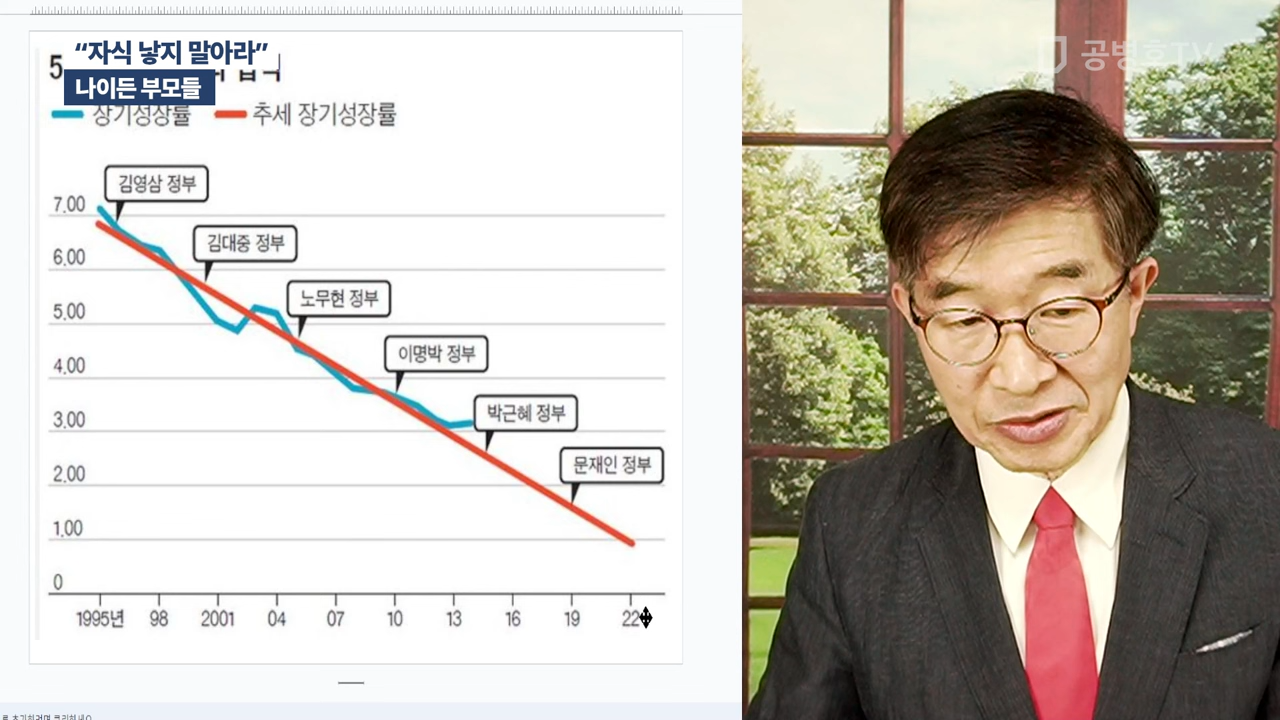 “자식 낳지 말아라”
5
나이든 부모들
장기성장률 추세 장기성장률
김영삼 정부
김대중 정부
노무현 정부
이명박 정부
박근혜 정부
문재인 정부
7.00
6.00
5.00
4.00
3.00
2.00
1.00
0
1995년 98 2001 04 07 10 13 16 19 22
공병호TV